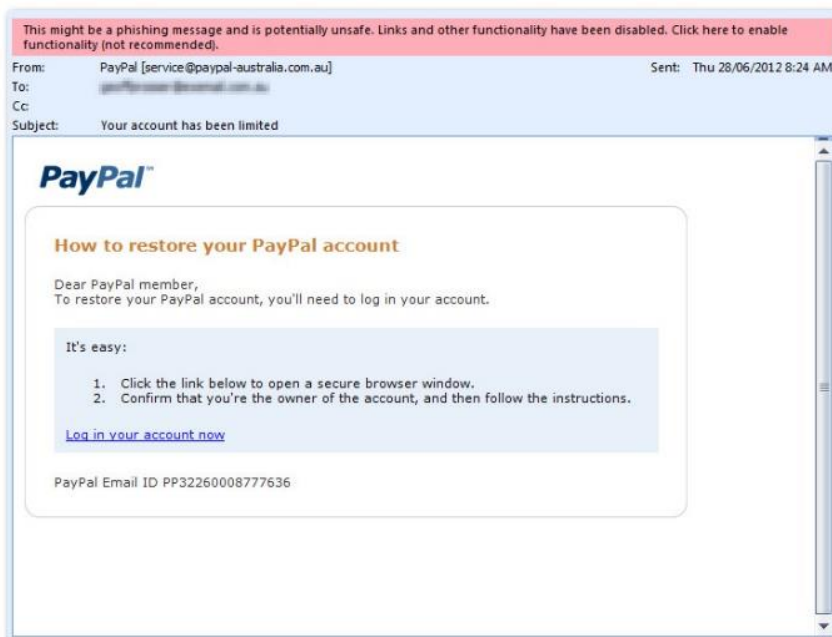 This might be a phishing message and is potentially unsafe. Links and other functionality have been disabled. Click here to enable
functionality (not recommended).
From: PayPal [service@paypal-australia.com.au] Sent: Thu 28/06/2012 8:24 AM
To:
Cc:
Subject: Your account has been limited
PayPal™
How to restore your PayPal account
Dear PayPal member,
To restore your PayPal account, you'll need to log in your account.
It's easy:
1. Click the link below to open a secure browser window.
2. Confirm that you're the owner of the account, and then follow the instructions.
Log in your account now
PayPal Email ID PP32260008777636